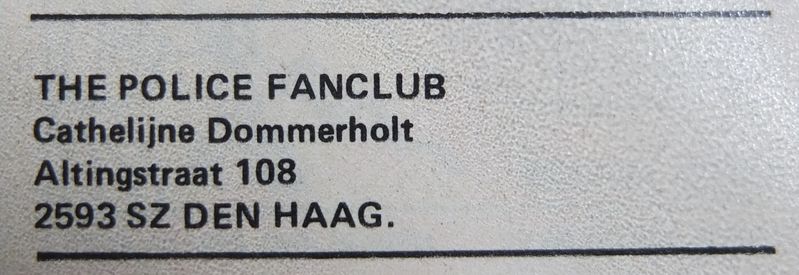 THE POLICE FANCLUB
Cathelijne Dommerholt
Altingstraat 108
2593 SZ DEN HAAG.